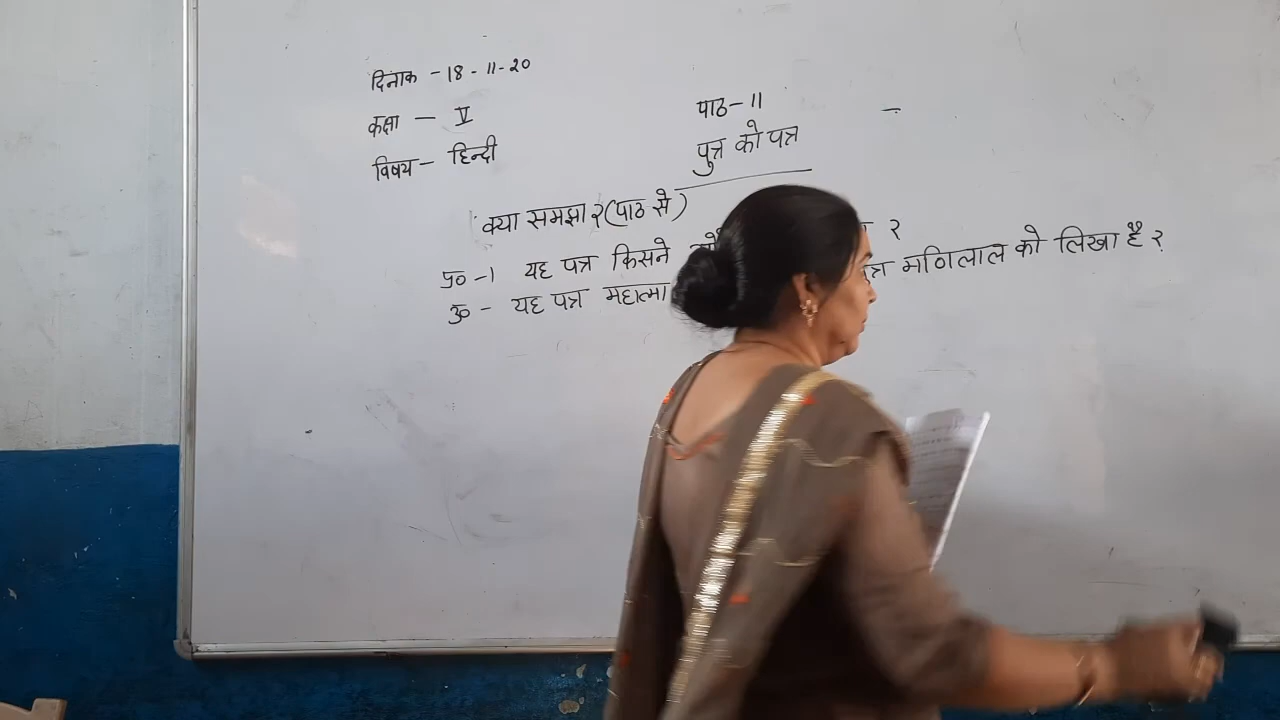 दिनाक - 18-11-20
कक्षा - V
विषय - हिन्दी
पाठ-11
पुत्र को पत्र
क्या समझा ? (पाठ से)
प्र० -1 यह पत्र किसने ?
उ० - यह पत्र महात्मा मणिलाल को लिखा है ?